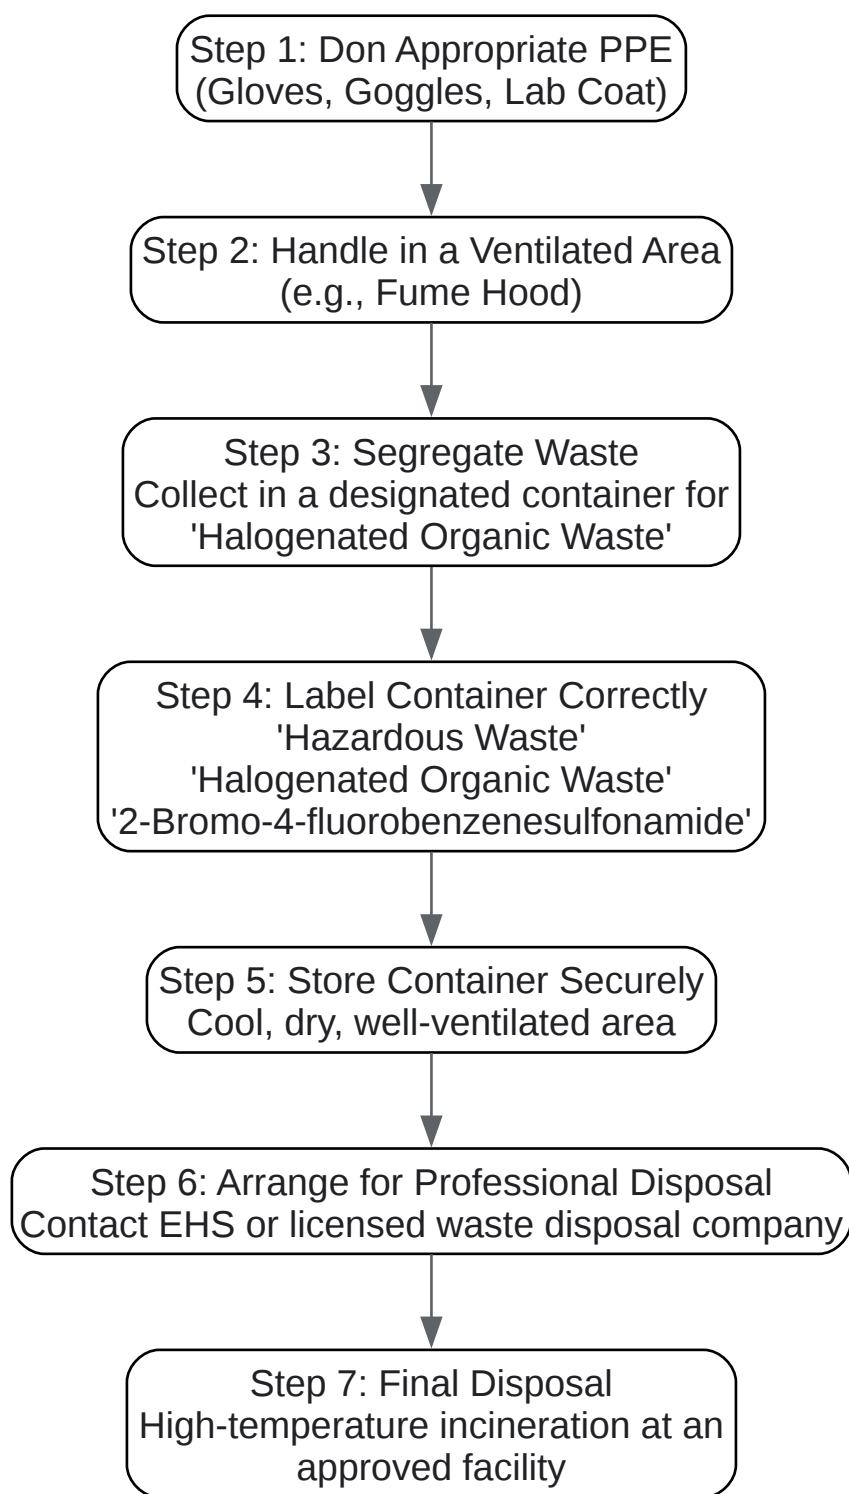 Step 1: Don Appropriate PPE
(Gloves, Goggles, Lab Coat)
Step 2: Handle in a Ventilated Area
(e.g., Fume Hood)
Step 3: Segregate Waste
Collect in a designated container for
'Halogenated Organic Waste'
Step 4: Label Container Correctly
'Hazardous Waste'
'Halogenated Organic Waste'
'2-Bromo-4-fluorobenzenesulfonamide'
Step 5: Store Container Securely
Cool, dry, well-ventilated area
Step 6: Arrange for Professional Disposal
Contact EHS or licensed waste disposal company
Step 7: Final Disposal
High-temperature incineration at an
approved facility